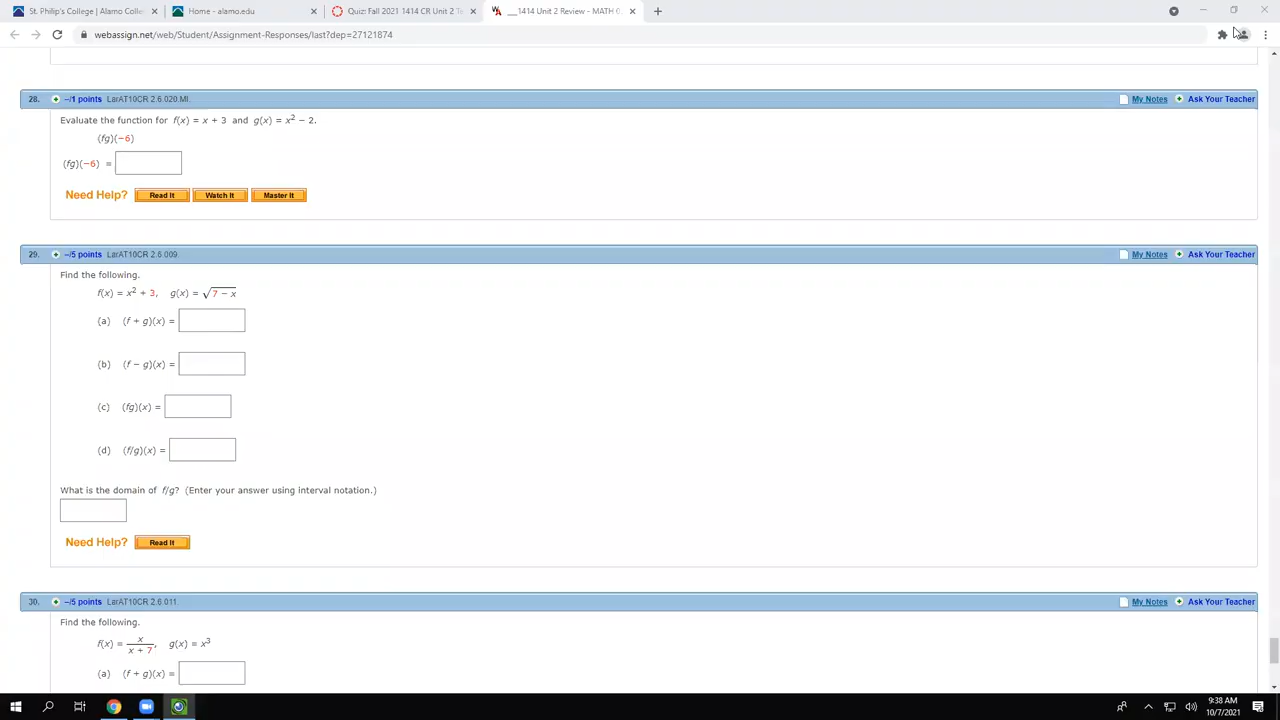 St. Philip's College | Alamo Colle
Home - alamo.edu
Quiz: Fall 2021 1414 CR Unit 2 Te
__1414 Unit 2 Review - MATH 0
webassign.net/web/Student/Assignment-Responses/last?dep=27121874
28. –/1 points LarAT10CR 2.6.020.MI. My Notes Ask Your Teacher
Evaluate the function for f(x) = x + 3 and g(x) = x² − 2.
(fg)(−6)
(fg)(−6) =
Need Help? Read It Watch It Master It
29. –/5 points LarAT10CR 2.6.009. My Notes Ask Your Teacher
Find the following.
f(x) = x² + 3, g(x) = √(7 − x)
(a) (f + g)(x) =
(b) (f − g)(x) =
(c) (fg)(x) =
(d) (f/g)(x) =
What is the domain of f/g? (Enter your answer using interval notation.)
Need Help? Read It
30. –/5 points LarAT10CR 2.6.011. My Notes Ask Your Teacher
Find the following.
f(x) = x/(x + 7), g(x) = x³
(a) (f + g)(x) =
9:38 AM
10/7/2021